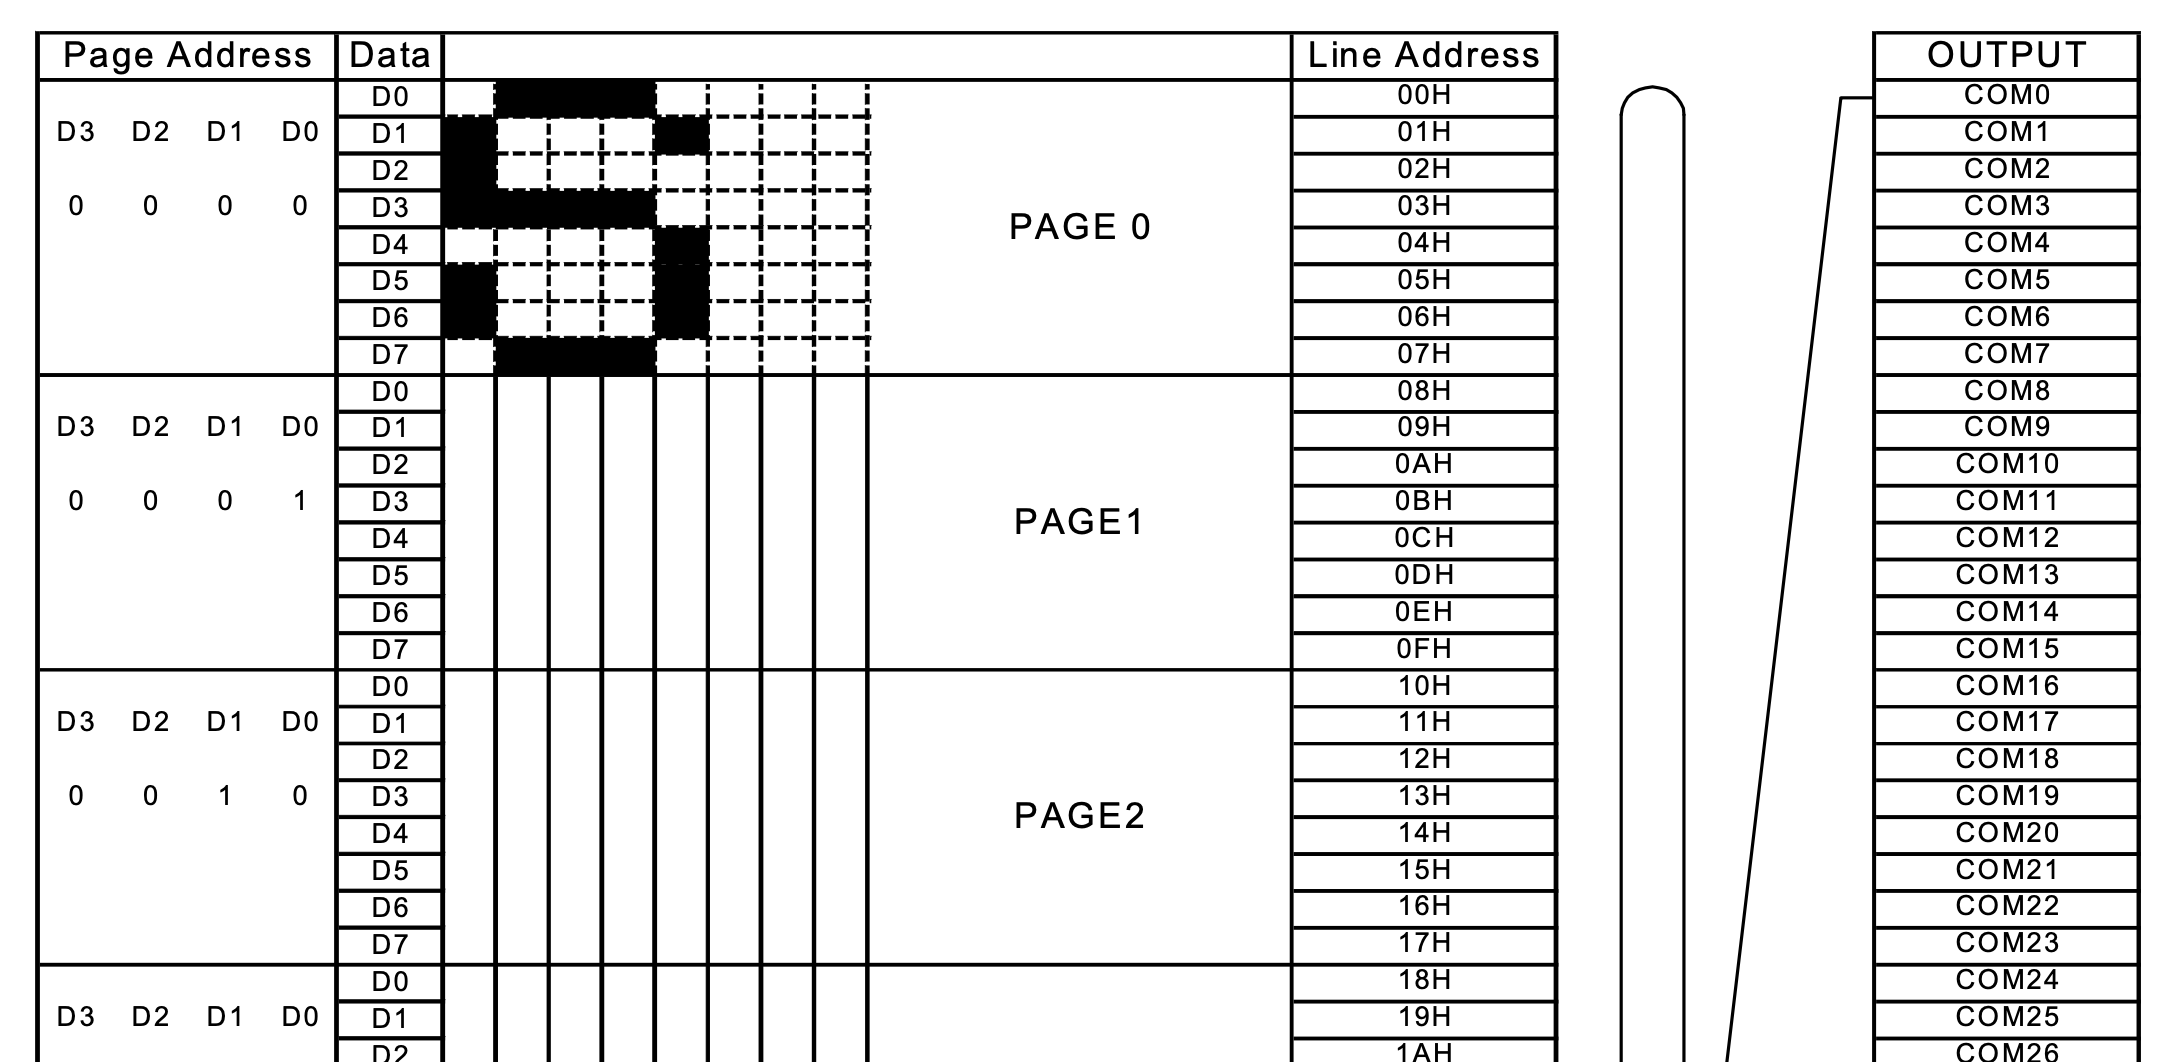 Page Address Data Line Address OUTPUT
D0 00H COM0
D3 D2 D1 D0 D1 01H COM1
D2 02H COM2
0 0 0 0 D3 03H COM3
PAGE 0
D4 04H COM4
D5 05H COM5
D6 06H COM6
D7 07H COM7
D0 08H COM8
D3 D2 D1 D0 D1 09H COM9
D2 0AH COM10
0 0 0 1 D3 0BH COM11
PAGE1
D4 0CH COM12
D5 0DH COM13
D6 0EH COM14
D7 0FH COM15
D0 10H COM16
D3 D2 D1 D0 D1 11H COM17
D2 12H COM18
0 0 1 0 D3 13H COM19
PAGE2
D4 14H COM20
D5 15H COM21
D6 16H COM22
D7 17H COM23
D0 18H COM24
D3 D2 D1 D0 D1 19H COM25
D2 1AH COM26